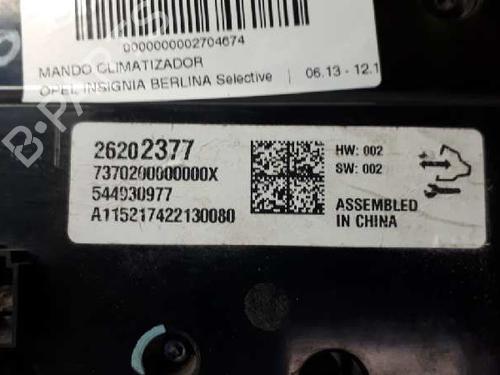 0000000002704674
MANDO CLIMATIZADOR
OPEL INSIGNIA BERLINA Selective
06.13 - 12.1
B-PARTS
26202377
7370200000000X
544930977
A115217422130080
HW: 002
SW: 002
ASSEMBLED
IN CHINA